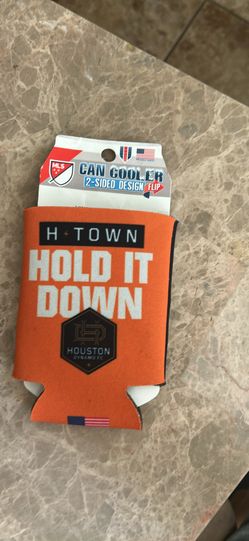 MLS
CAN COOLER
2-SIDED DESIGN FLIP
H TOWN
HOLD IT
DOWN
HOUSTON
DYNAMO FC